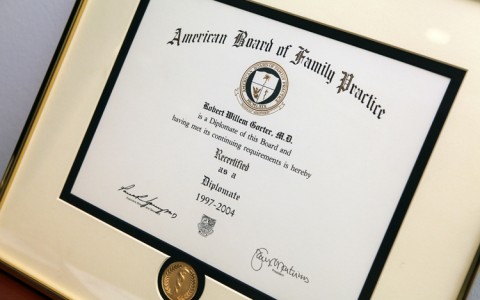 American Board of Family Practice
Robert Willem Gorter, M.D.
is a Diplomate of this Board and
having met its continuing requirements is hereby
Recertified
as a
Diplomate
1997-2004